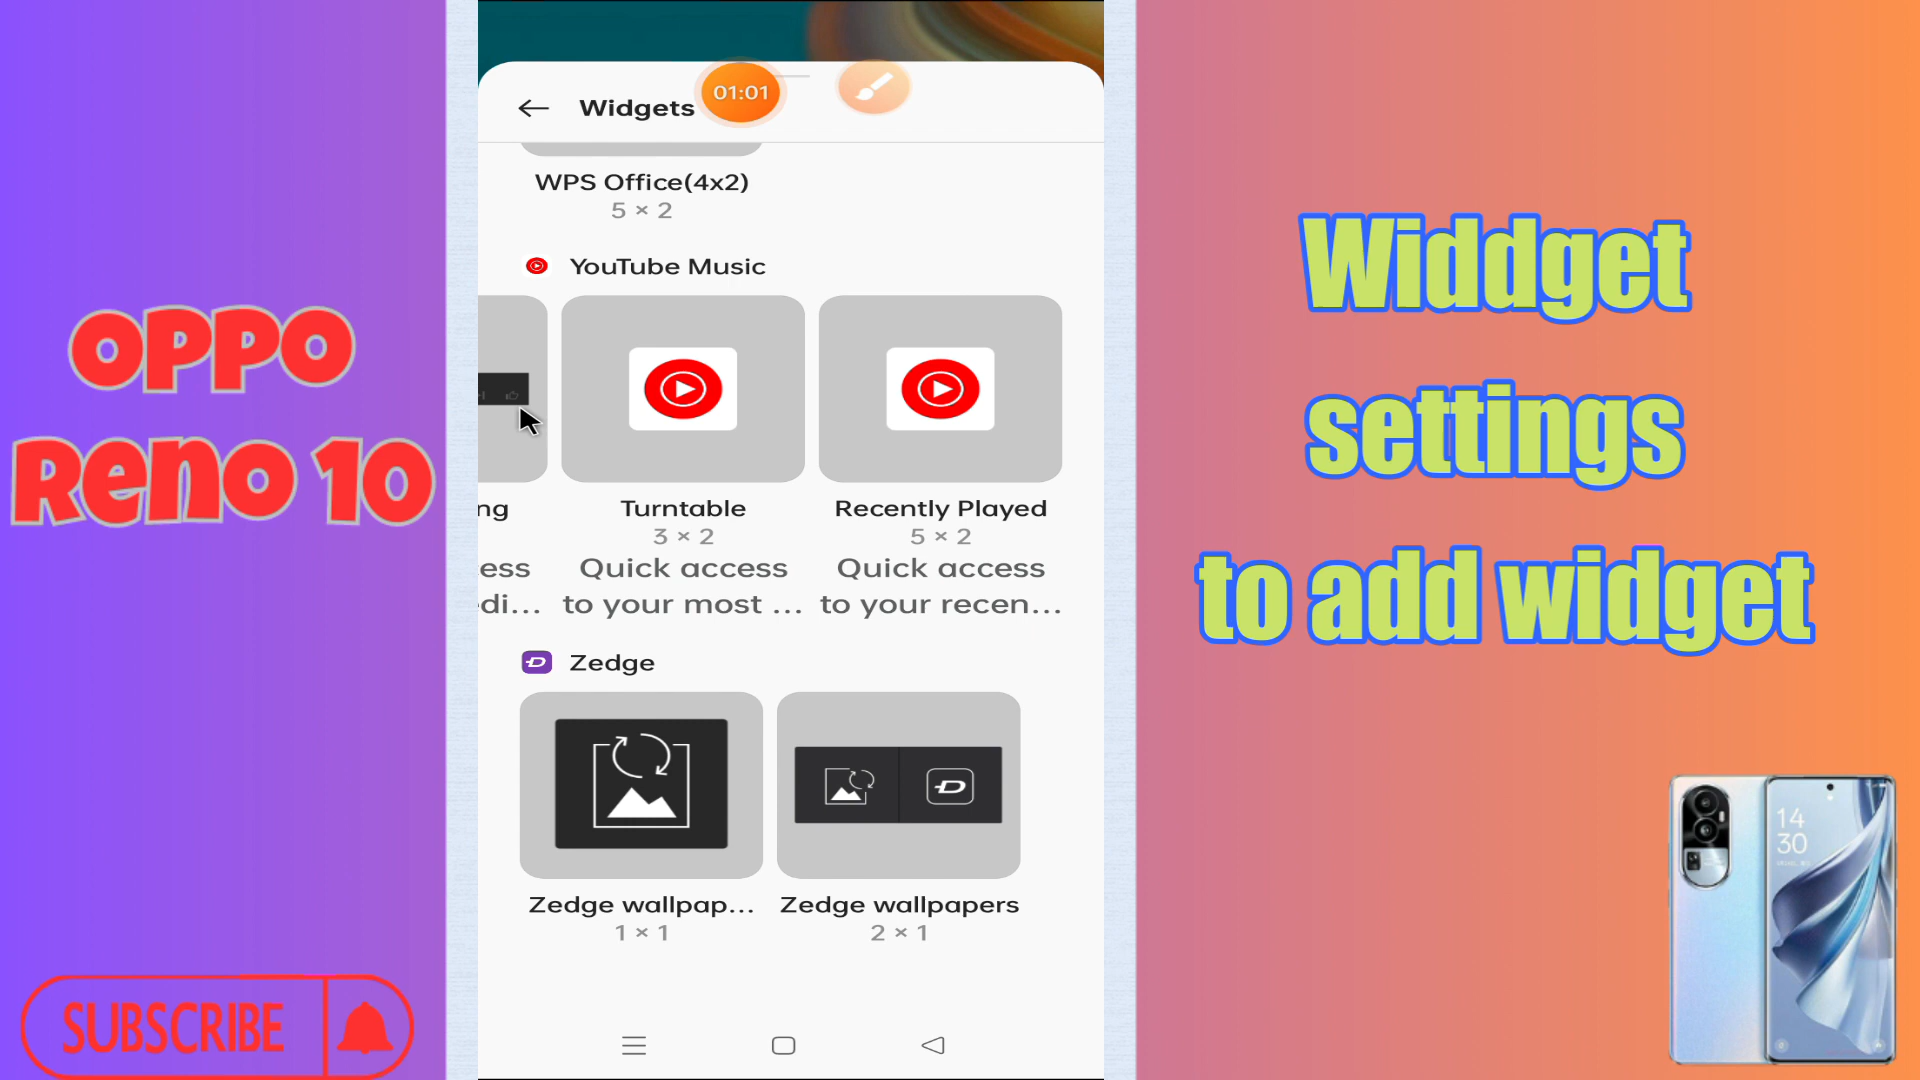 OPPO
Reno 10
SUBSCRIBE
Widgets
01:01
WPS Office(4x2)
5 × 2
YouTube Music
ng
Turntable
Recently Played
3 × 2
5 × 2
ess
Quick access
Quick access
di...
to your most ...
to your recen...
Zedge
Zedge wallpap...
Zedge wallpapers
1 × 1
2 × 1
Widdget
settings
to add widget
14
30